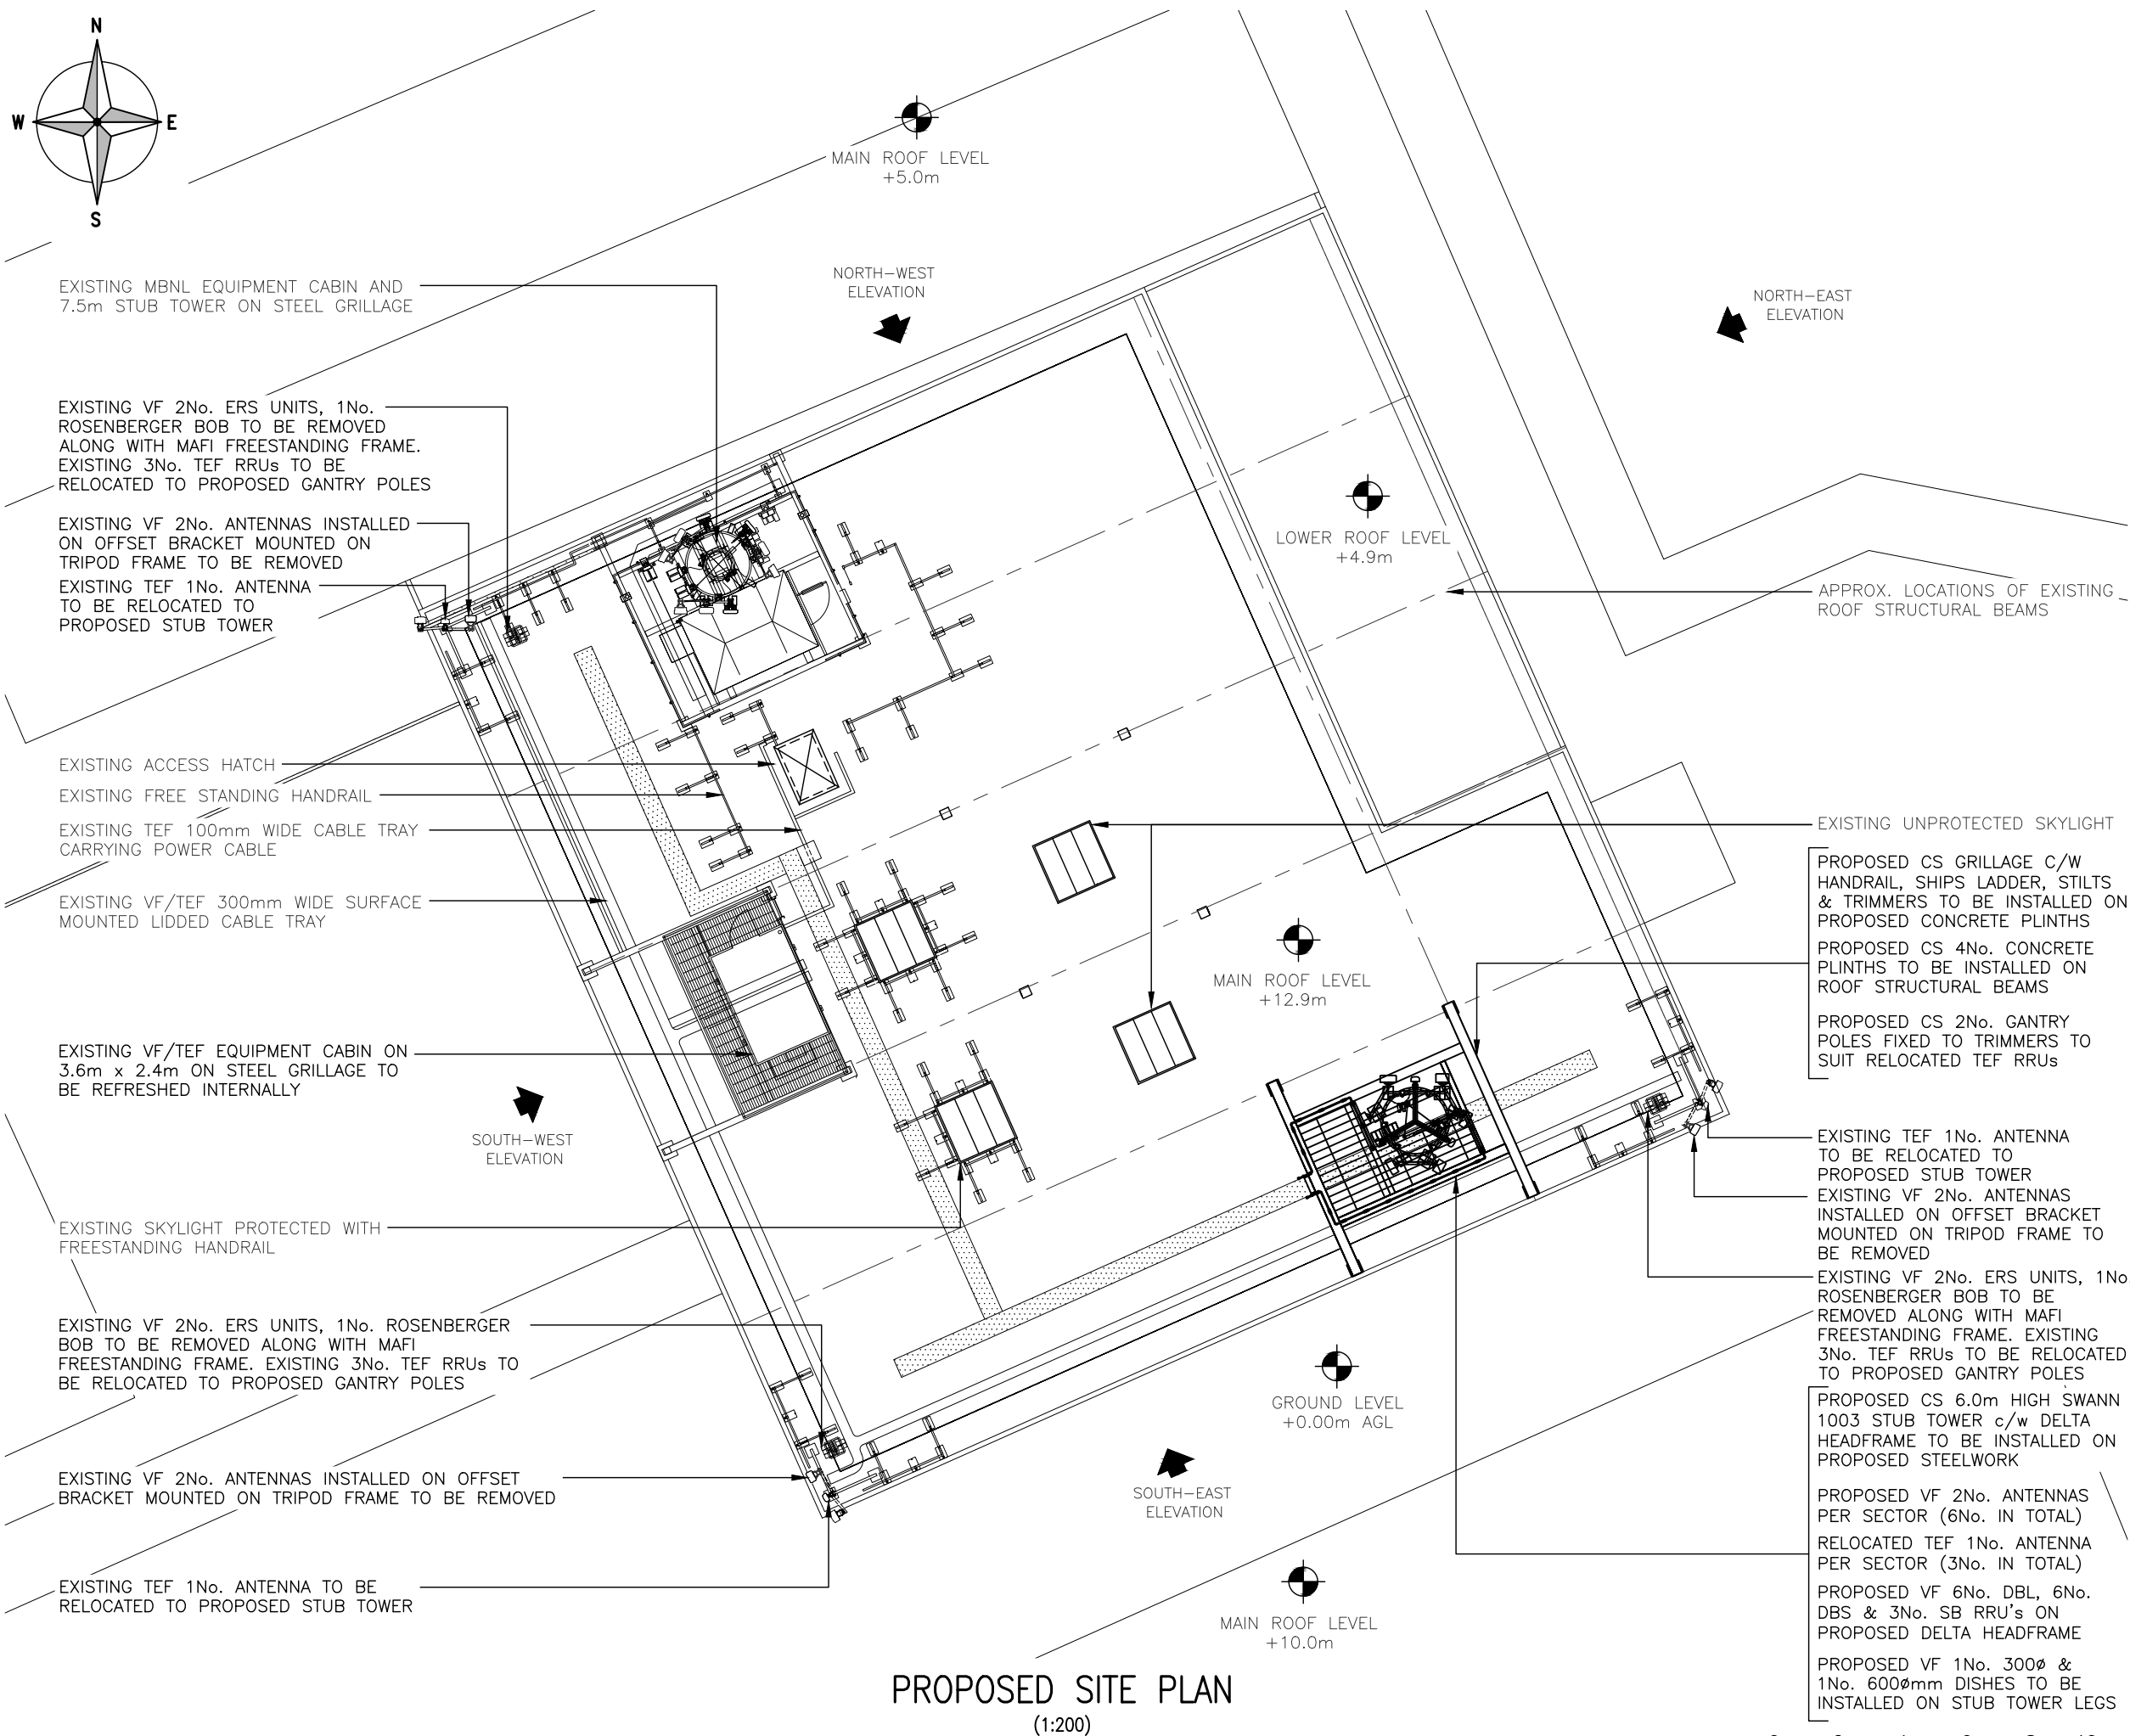 N
W
E
S
MAIN ROOF LEVEL
+5.0m
NORTH-WEST
ELEVATION
NORTH-EAST
ELEVATION
EXISTING MBNL EQUIPMENT CABIN AND
7.5m STUB TOWER ON STEEL GRILLAGE
EXISTING VF 2No. ERS UNITS, 1No.
ROSENBERGER BOB TO BE REMOVED
ALONG WITH MAFI FREESTANDING FRAME.
EXISTING 3No. TEF RRUs TO BE
RELOCATED TO PROPOSED GANTRY POLES
EXISTING VF 2No. ANTENNAS INSTALLED
ON OFFSET BRACKET MOUNTED ON
TRIPOD FRAME TO BE REMOVED
EXISTING TEF 1No. ANTENNA
TO BE RELOCATED TO
PROPOSED STUB TOWER
EXISTING ACCESS HATCH
EXISTING FREE STANDING HANDRAIL
EXISTING TEF 100mm WIDE CABLE TRAY
CARRYING POWER CABLE
EXISTING VF/TEF 300mm WIDE SURFACE
MOUNTED LIDDED CABLE TRAY
EXISTING VF/TEF EQUIPMENT CABIN ON
3.6m x 2.4m ON STEEL GRILLAGE TO
BE REFRESHED INTERNALLY
SOUTH-WEST
ELEVATION
EXISTING SKYLIGHT PROTECTED WITH
FREESTANDING HANDRAIL
EXISTING VF 2No. ERS UNITS, 1No. ROSENBERGER
BOB TO BE REMOVED ALONG WITH MAFI
FREESTANDING FRAME. EXISTING 3No. TEF RRUs TO
BE RELOCATED TO PROPOSED GANTRY POLES
EXISTING VF 2No. ANTENNAS INSTALLED ON OFFSET
BRACKET MOUNTED ON TRIPOD FRAME TO BE REMOVED
EXISTING TEF 1No. ANTENNA TO BE
RELOCATED TO PROPOSED STUB TOWER
LOWER ROOF LEVEL
+4.9m
MAIN ROOF LEVEL
+12.9m
GROUND LEVEL
+0.00m AGL
SOUTH-EAST
ELEVATION
MAIN ROOF LEVEL
+10.0m
APPROX. LOCATIONS OF EXISTING
ROOF STRUCTURAL BEAMS
EXISTING UNPROTECTED SKYLIGHT
PROPOSED CS GRILLAGE C/W
HANDRAIL, SHIPS LADDER, STILTS
& TRIMMERS TO BE INSTALLED ON
PROPOSED CONCRETE PLINTHS
PROPOSED CS 4No. CONCRETE
PLINTHS TO BE INSTALLED ON
ROOF STRUCTURAL BEAMS
PROPOSED CS 2No. GANTRY
POLES FIXED TO TRIMMERS TO
SUIT RELOCATED TEF RRUs
EXISTING TEF 1No. ANTENNA
TO BE RELOCATED TO
PROPOSED STUB TOWER
EXISTING VF 2No. ANTENNAS
INSTALLED ON OFFSET BRACKET
MOUNTED ON TRIPOD FRAME TO
BE REMOVED
EXISTING VF 2No. ERS UNITS, 1No.
ROSENBERGER BOB TO BE
REMOVED ALONG WITH MAFI
FREESTANDING FRAME. EXISTING
3No. TEF RRUs TO BE RELOCATED
TO PROPOSED GANTRY POLES
PROPOSED CS 6.0m HIGH SWANN
1003 STUB TOWER c/w DELTA
HEADFRAME TO BE INSTALLED ON
PROPOSED STEELWORK
PROPOSED VF 2No. ANTENNAS
PER SECTOR (6No. IN TOTAL)
RELOCATED TEF 1No. ANTENNA
PER SECTOR (3No. IN TOTAL)
PROPOSED VF 6No. DBL, 6No.
DBS & 3No. SB RRU's ON
PROPOSED DELTA HEADFRAME
PROPOSED VF 1No. 300ø &
1No. 600ømm DISHES TO BE
INSTALLED ON STUB TOWER LEGS
PROPOSED SITE PLAN
(1:200)